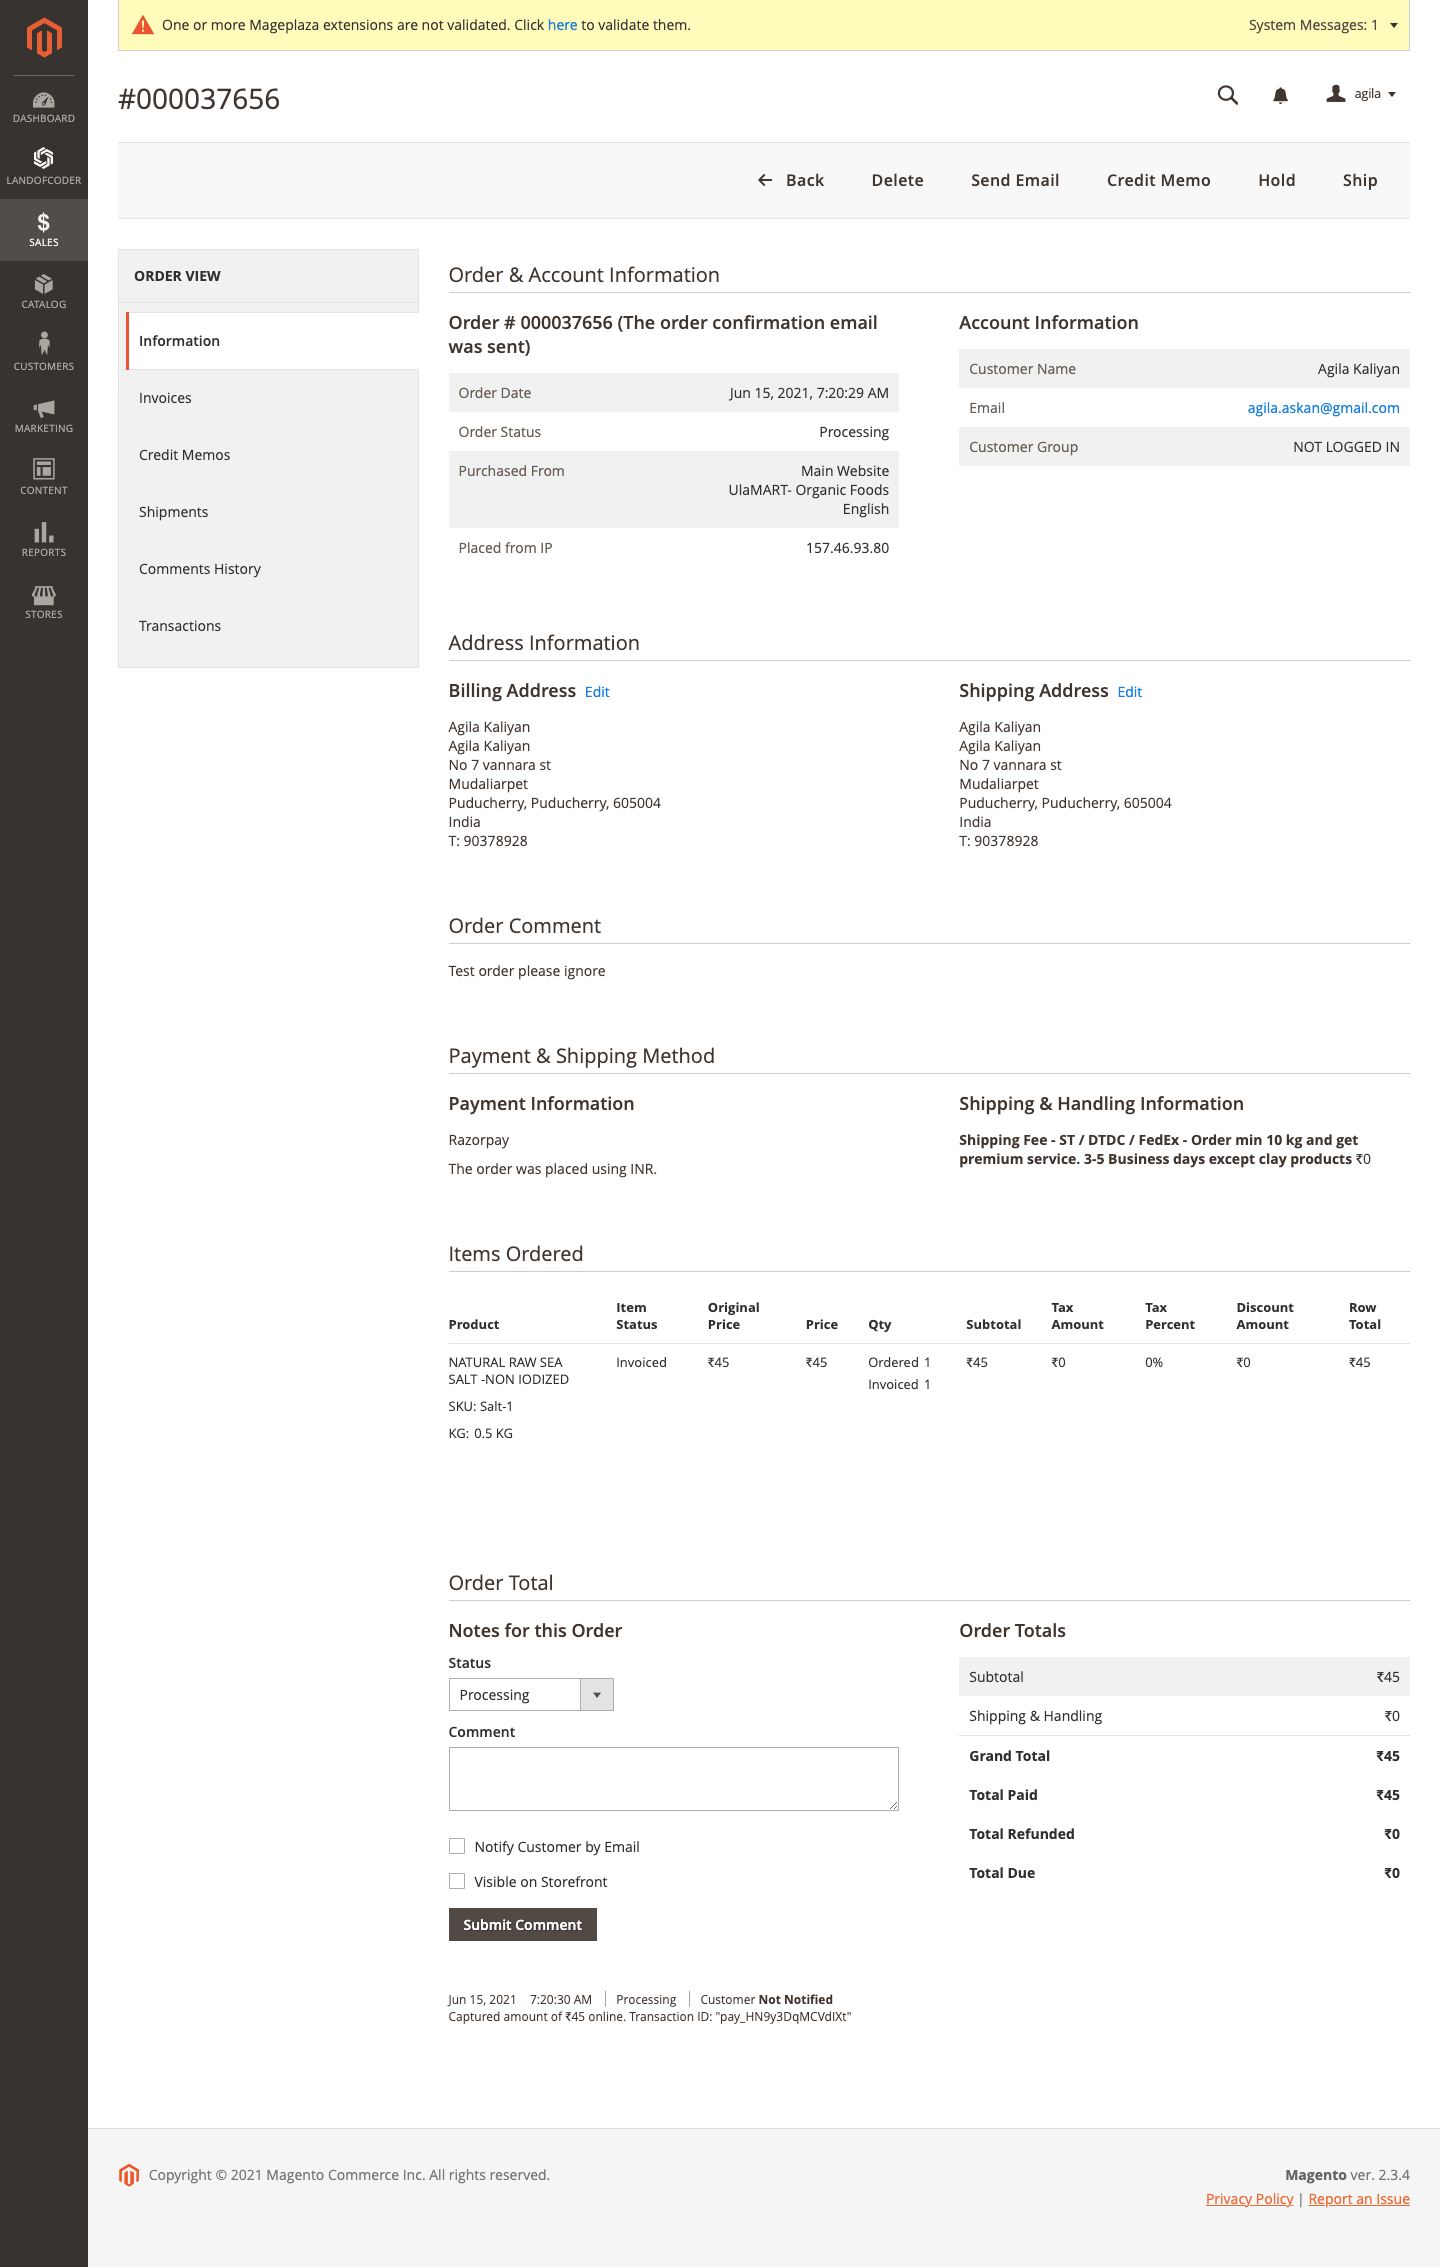 One or more Mageplaza extensions are not validated. Click here to validate them.
System Messages: 1
#000037656
agila
DASHBOARD
LANDOFCODER
SALES
CATALOG
CUSTOMERS
MARKETING
CONTENT
REPORTS
STORES
Back Delete Send Email Credit Memo Hold Ship
ORDER VIEW
Information
Invoices
Credit Memos
Shipments
Comments History
Transactions
Order & Account Information
Order # 000037656 (The order confirmation email
was sent)
Order Date Jun 15, 2021, 7:20:29 AM
Order Status Processing
Purchased From Main Website
UlaMART- Organic Foods
English
Placed from IP 157.46.93.80
Account Information
Customer Name Agila Kaliyan
Email agila.askan@gmail.com
Customer Group NOT LOGGED IN
Address Information
Billing Address Edit
Agila Kaliyan
Agila Kaliyan
No 7 vannara st
Mudaliarpet
Puducherry, Puducherry, 605004
India
T: 90378928
Shipping Address Edit
Agila Kaliyan
Agila Kaliyan
No 7 vannara st
Mudaliarpet
Puducherry, Puducherry, 605004
India
T: 90378928
Order Comment
Test order please ignore
Payment & Shipping Method
Payment Information
Razorpay
The order was placed using INR.
Shipping & Handling Information
Shipping Fee - ST / DTDC / FedEx - Order min 10 kg and get
premium service. 3-5 Business days except clay products ₹0
Items Ordered
Product Item Status Original Price Price Qty Subtotal Tax Amount Tax Percent Discount Amount Row Total
NATURAL RAW SEA Invoiced ₹45 ₹45 Ordered 1 ₹45 ₹0 0% ₹0 ₹45
SALT -NON IODIZED Invoiced 1
SKU: Salt-1
KG: 0.5 KG
Order Total
Notes for this Order
Status
Processing
Comment
Notify Customer by Email
Visible on Storefront
Submit Comment
Jun 15, 2021 7:20:30 AM Processing Customer Not Notified
Captured amount of ₹45 online. Transaction ID: "pay_HN9y3DqMCVdIXt"
Order Totals
Subtotal ₹45
Shipping & Handling ₹0
Grand Total ₹45
Total Paid ₹45
Total Refunded ₹0
Total Due ₹0
Copyright © 2021 Magento Commerce Inc. All rights reserved.
Magento ver. 2.3.4
Privacy Policy | Report an Issue